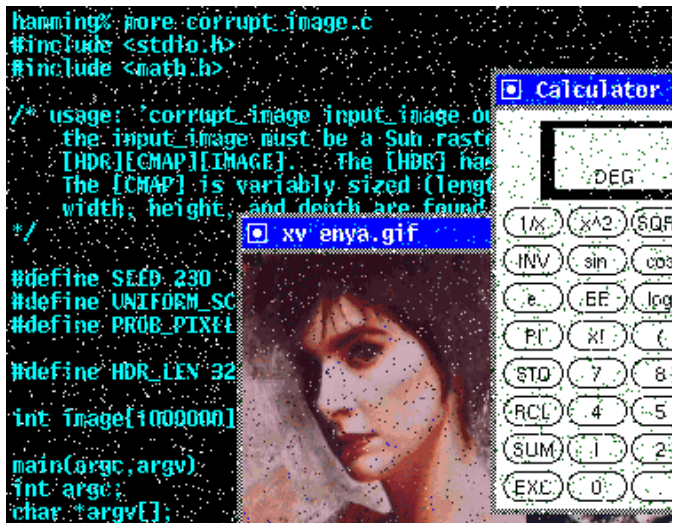 hamming% more corrupt_image.c
#include <stdio.h>
#include <math.h>
/* usage: 'corrupt_image input_image ou
the input_image must be a Sun raste
[HDR][CMAP][IMAGE]. The [HDR] has
The [CMAP] is variably sized (lengt
width, height, and depth are found
*/
#define SEED 230
#define UNIFORM_SC
#define PROB_PIXEL
#define HDR_LEN 32
int image[1000000]
main(argc,argv)
int argc;
char *argv[];
xv enya.gif
Calculator
DEG
1/x x^2 SQR
INV sin cos
e EE log
PI x! (
STO 7 8
RCL 4 5
SUM 1 2
EXC 0 .